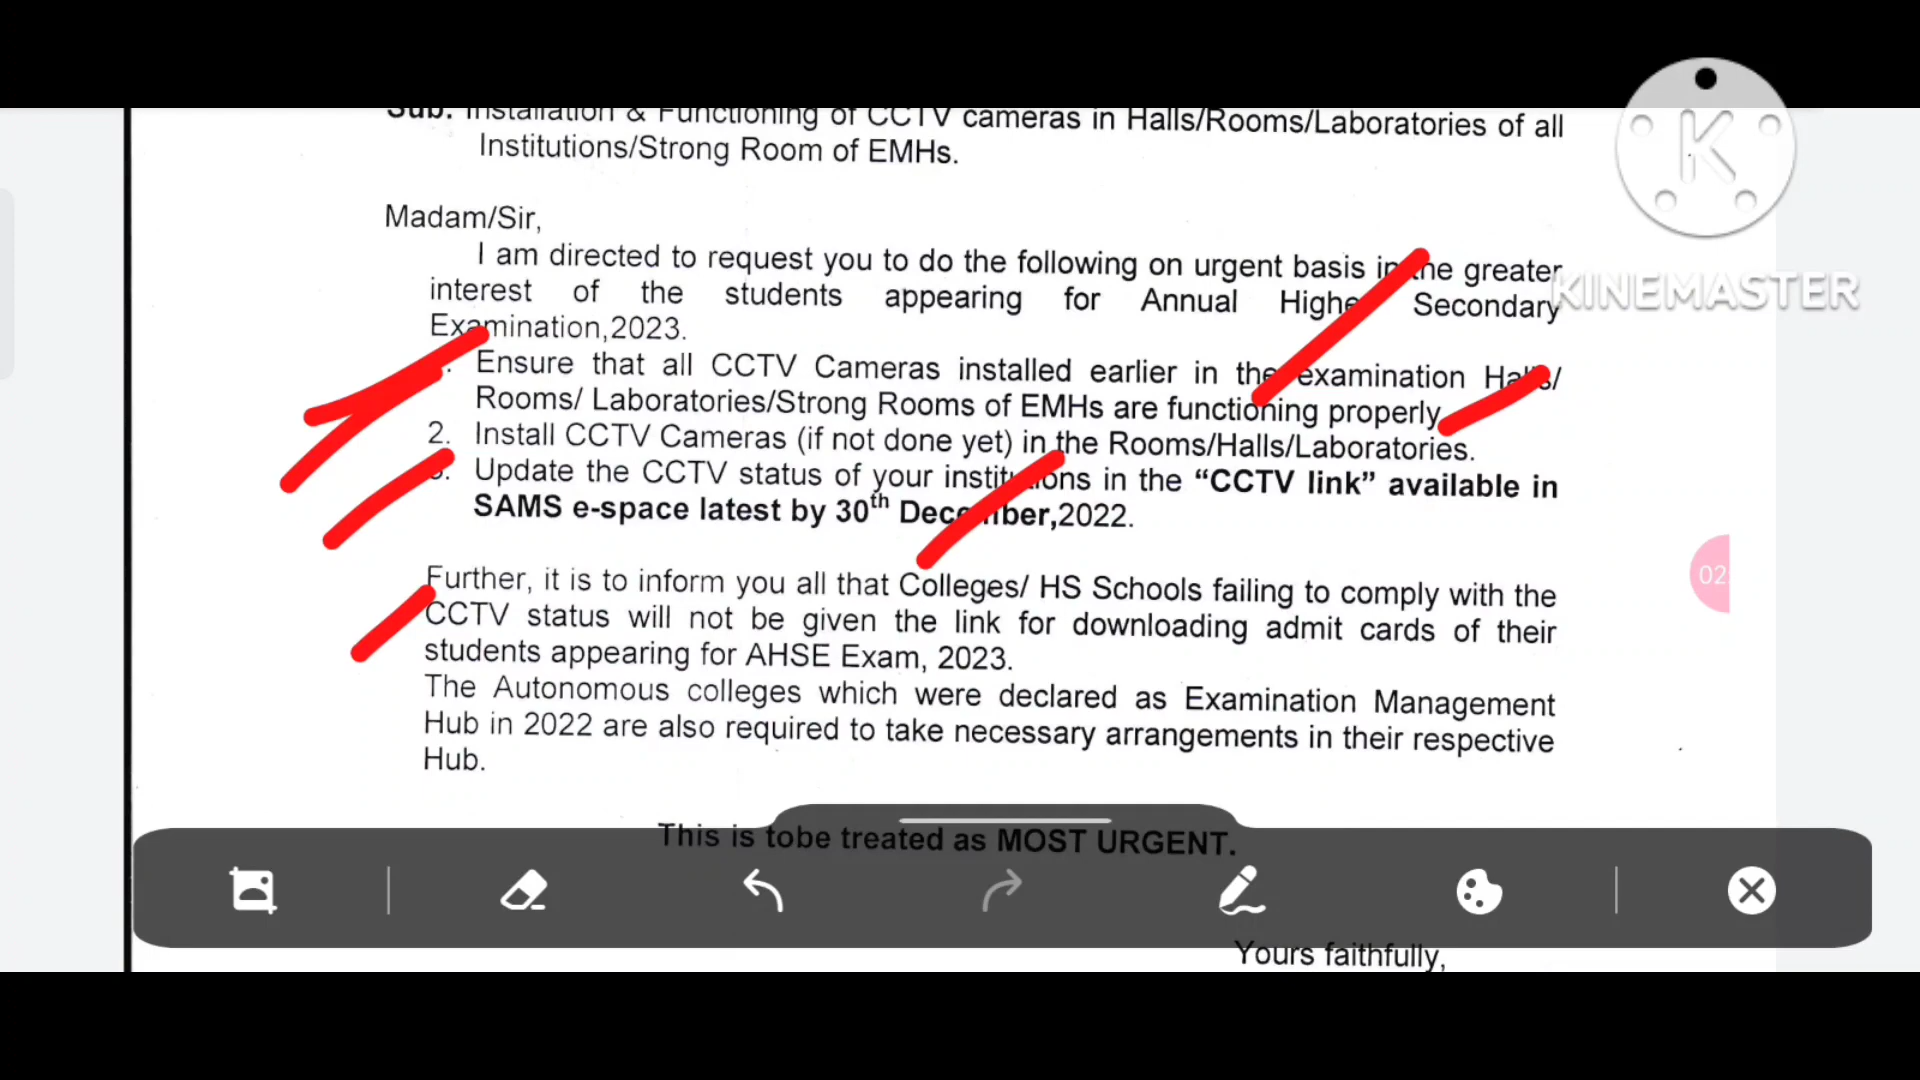 Sub: Installation & Functioning of CCTV cameras in Halls/Rooms/Laboratories of all
Institutions/Strong Room of EMHs.
Madam/Sir,
I am directed to request you to do the following on urgent basis in the greater
interest of the students appearing for Annual Higher Secondary
Examination,2023.
Ensure that all CCTV Cameras installed earlier in the examination Halls/
Rooms/ Laboratories/Strong Rooms of EMHs are functioning properly
2. Install CCTV Cameras (if not done yet) in the Rooms/Halls/Laboratories.
3. Update the CCTV status of your institutions in the “CCTV link” available in
SAMS e-space latest by 30th December,2022.
Further, it is to inform you all that Colleges/ HS Schools failing to comply with the
CCTV status will not be given the link for downloading admit cards of their
students appearing for AHSE Exam, 2023.
The Autonomous colleges which were declared as Examination Management
Hub in 2022 are also required to take necessary arrangements in their respective
Hub.
This is tobe treated as MOST URGENT.
Yours faithfully,
K
KINEMASTER
02